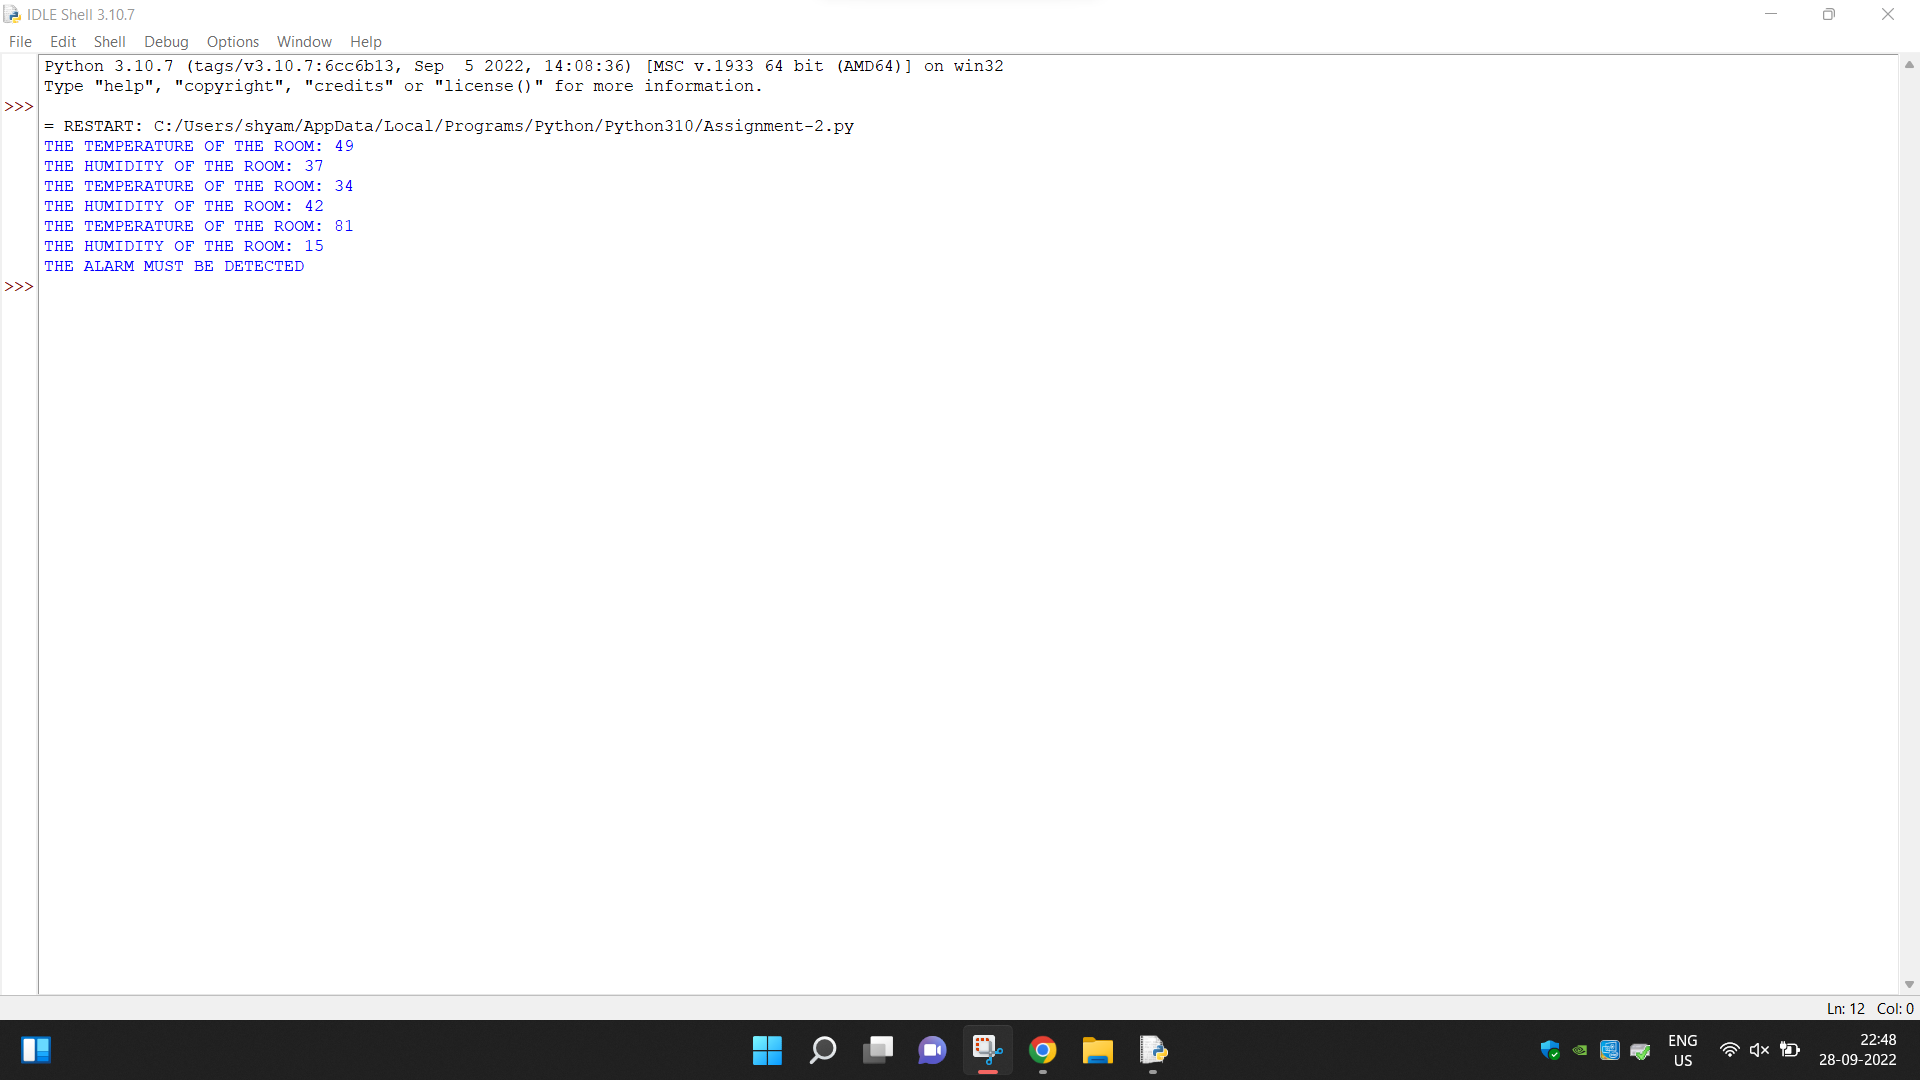 IDLE Shell 3.10.7
File Edit Shell Debug Options Window Help
Python 3.10.7 (tags/v3.10.7:6cc6b13, Sep  5 2022, 14:08:36) [MSC v.1933 64 bit (AMD64)] on win32
Type "help", "copyright", "credits" or "license()" for more information.
>>>
= RESTART: C:/Users/shyam/AppData/Local/Programs/Python/Python310/Assignment-2.py
THE TEMPERATURE OF THE ROOM: 49
THE HUMIDITY OF THE ROOM: 37
THE TEMPERATURE OF THE ROOM: 34
THE HUMIDITY OF THE ROOM: 42
THE TEMPERATURE OF THE ROOM: 81
THE HUMIDITY OF THE ROOM: 15
THE ALARM MUST BE DETECTED
>>>
Ln: 12 Col: 0
ENG
US
22:48
28-09-2022